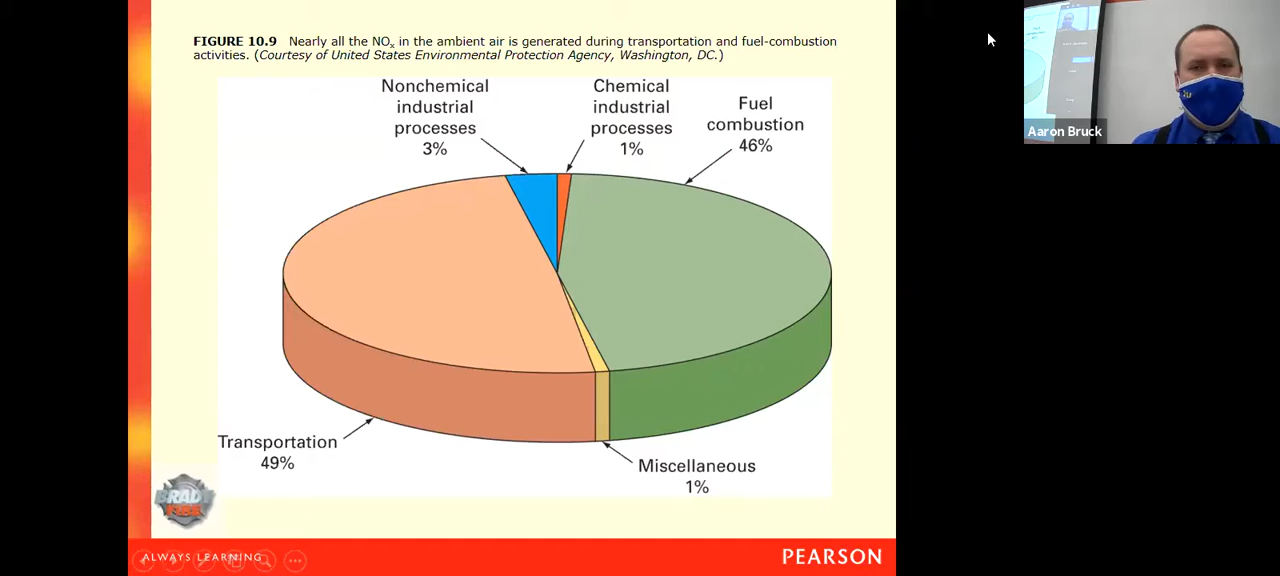 FIGURE 10.9 Nearly all the NOx in the ambient air is generated during transportation and fuel-combustion
activities. (Courtesy of United States Environmental Protection Agency, Washington, DC.)
Nonchemical
industrial
processes
3%
Chemical
industrial
processes
1%
Fuel
combustion
46%
Transportation
49%
Miscellaneous
1%
BRADY
FIRE
ALWAYS LEARNING
PEARSON
Aaron Bruck